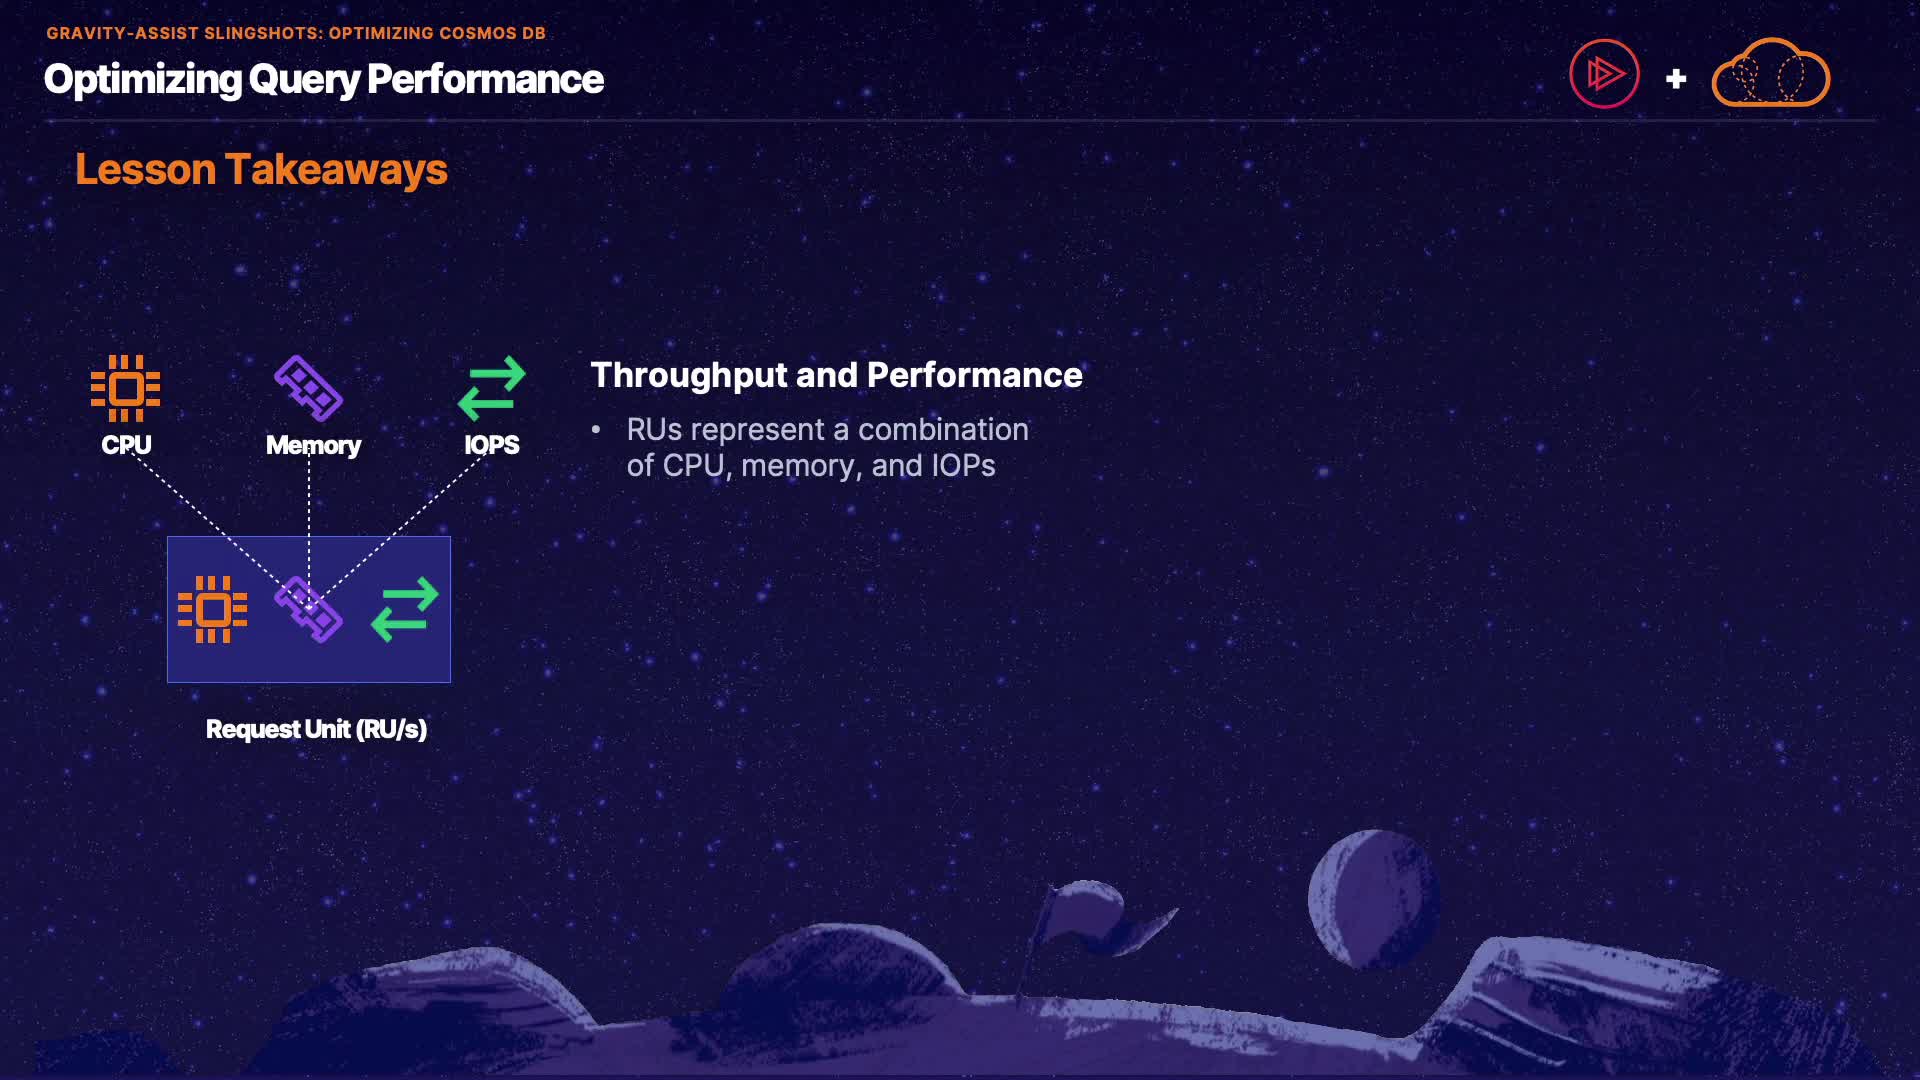 GRAVITY-ASSIST SLINGSHOTS: OPTIMIZING COSMOS DB
Optimizing Query Performance
+
Lesson Takeaways
CPU
Memory
IOPS
Request Unit (RU/s)
Throughput and Performance
• RUs represent a combination
of CPU, memory, and IOPs